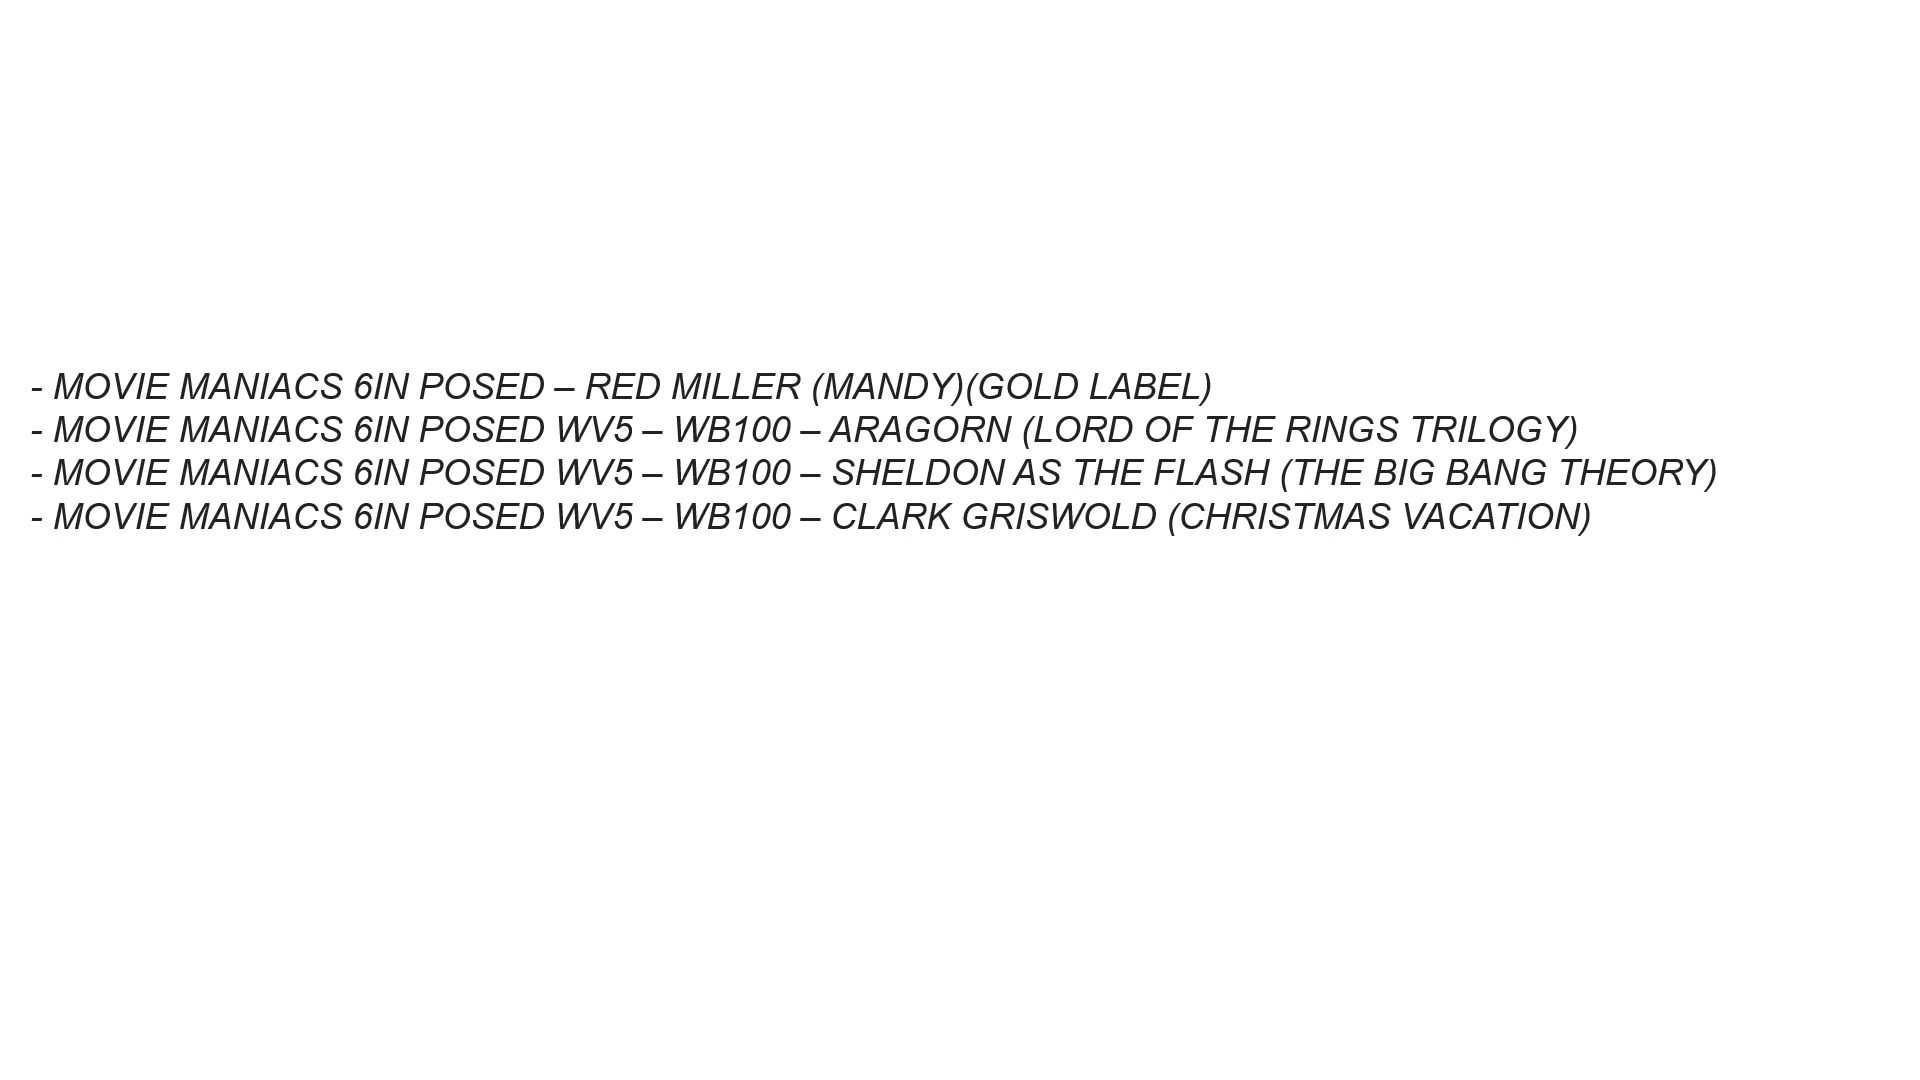 - MOVIE MANIACS 6IN POSED – RED MILLER (MANDY)(GOLD LABEL)
- MOVIE MANIACS 6IN POSED WV5 – WB100 – ARAGORN (LORD OF THE RINGS TRILOGY)
- MOVIE MANIACS 6IN POSED WV5 – WB100 – SHELDON AS THE FLASH (THE BIG BANG THEORY)
- MOVIE MANIACS 6IN POSED WV5 – WB100 – CLARK GRISWOLD (CHRISTMAS VACATION)